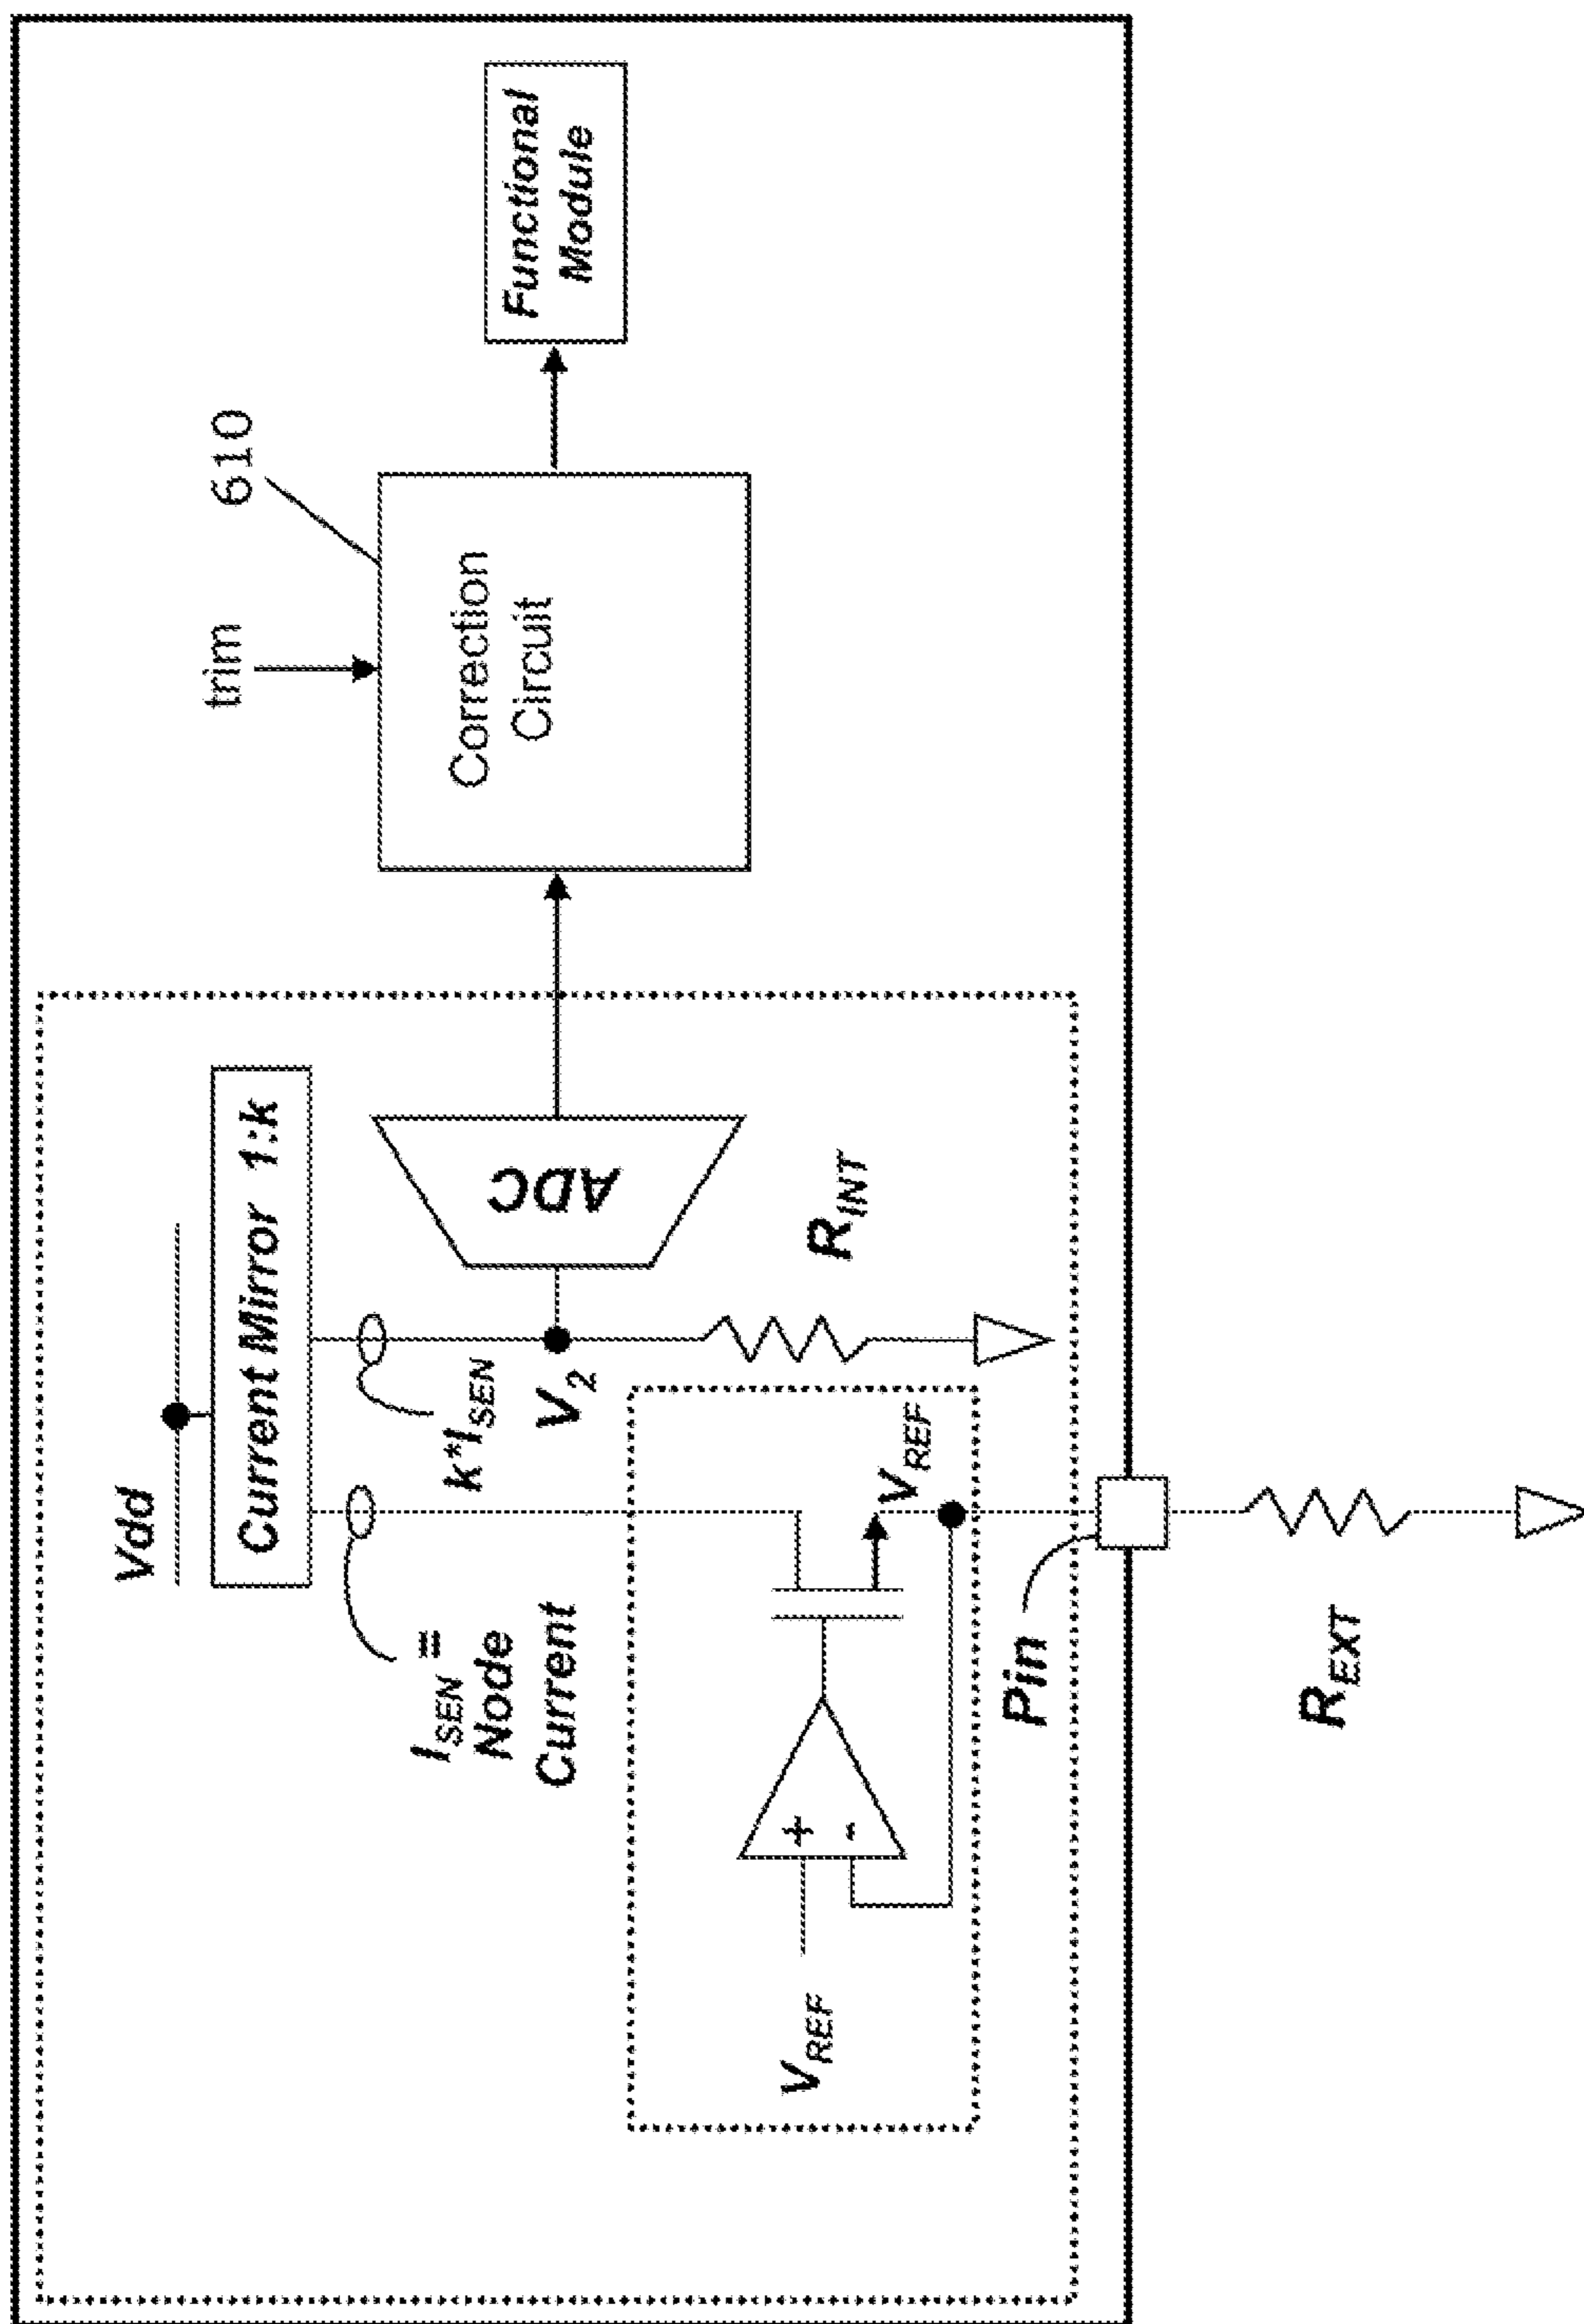 Vdd
Current Mirror 1:k
trim
610
I_SEN ≡
Node
Current
k*I_SEN
V_2
ADC
Correction
Circuit
Functional
Module
V_REF
+
-
V_REF
R_INT
Pin
R_EXT